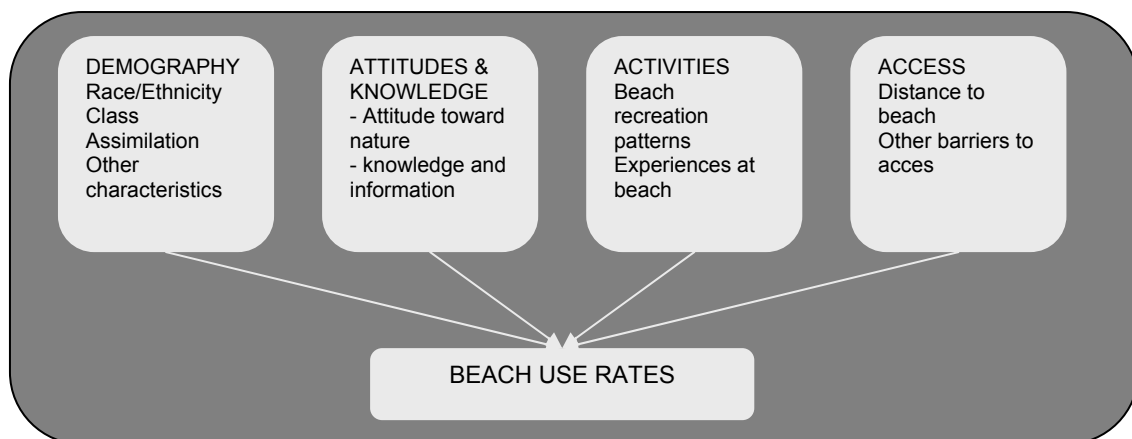 DEMOGRAPHY
Race/Ethnicity
Class
Assimilation
Other
characteristics
ATTITUDES &
KNOWLEDGE
- Attitude toward
nature
- knowledge and
information
ACTIVITIES
Beach
recreation
patterns
Experiences at
beach
ACCESS
Distance to
beach
Other barriers to
acces
BEACH USE RATES